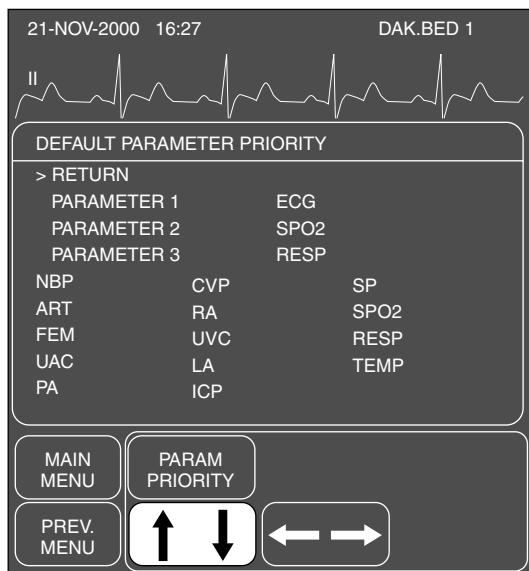 21-NOV-2000 16:27 DAK.BED 1
II
DEFAULT PARAMETER PRIORITY
> RETURN
PARAMETER 1 ECG
PARAMETER 2 SPO2
PARAMETER 3 RESP
NBP CVP SP
ART RA SPO2
FEM UVC RESP
UAC LA TEMP
PA ICP
MAIN MENU
PARAM PRIORITY
PREV. MENU